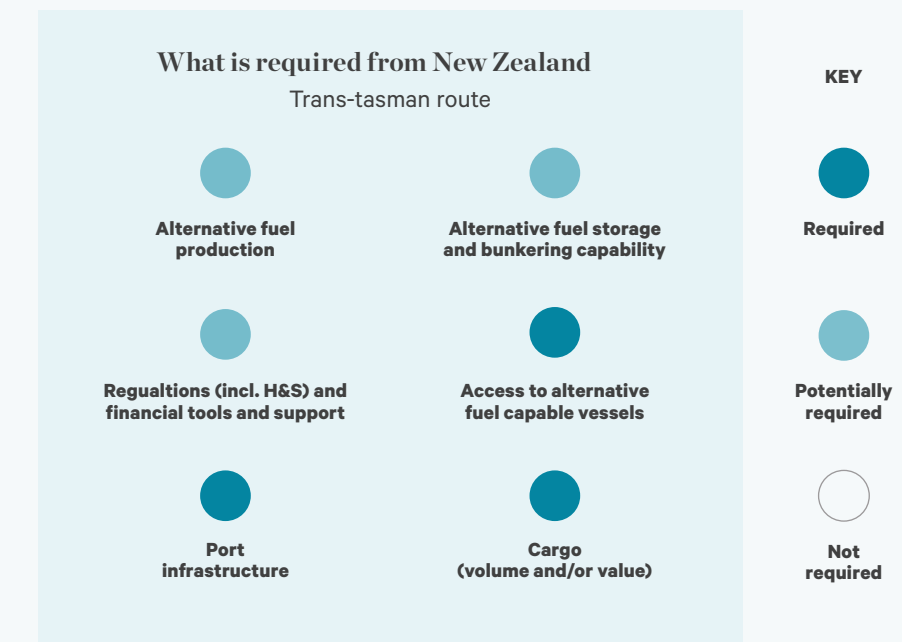 What is required from New Zealand
Trans-tasman route
Alternative fuel
production
Alternative fuel storage
and bunkering capability
Regualtions (incl. H&S) and
financial tools and support
Access to alternative
fuel capable vessels
Port
infrastructure
Cargo
(volume and/or value)
KEY
Required
Potentially
required
Not
required